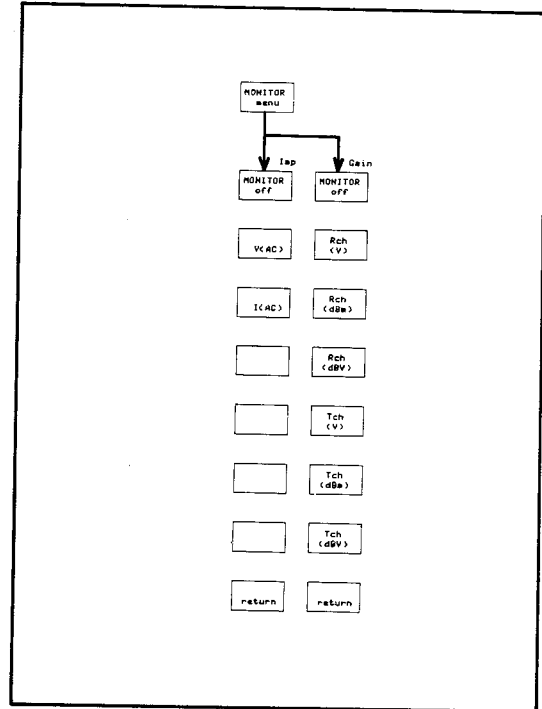 MONITOR
menu
Imp
Gain
MONITOR
off
MONITOR
off
V(AC)
Rch
(V)
I(AC)
Rch
(dBm)
Rch
(dBV)
Tch
(V)
Tch
(dBm)
Tch
(dBV)
return
return